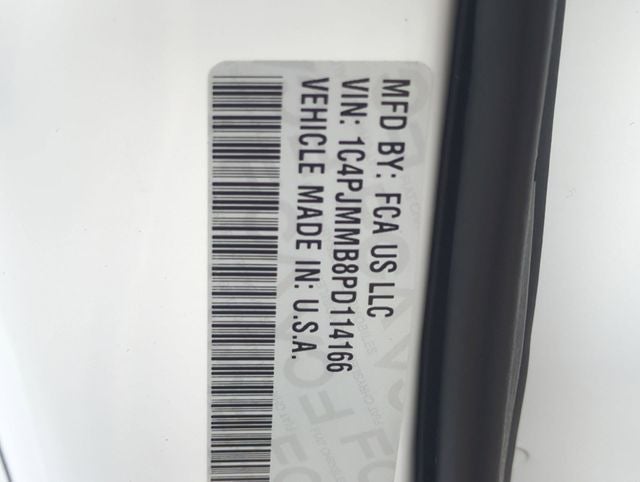 MFD BY: FCA US LLC
VIN: 1C4PJMMB8PD114166
VEHICLE MADE IN: U.S.A.